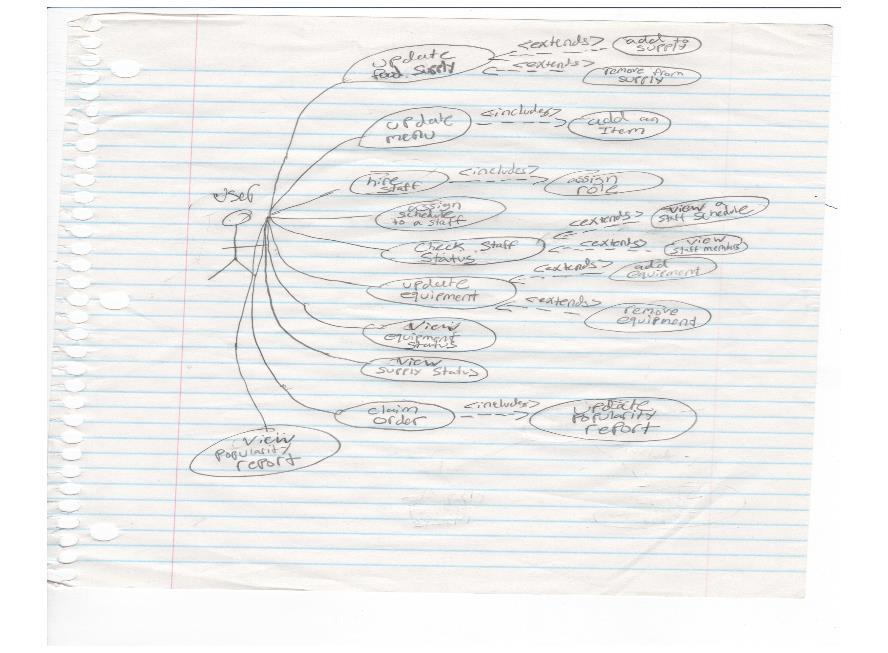 update
food supply
<extends>
add to
supply
<extends>
remove from
supply
update
menu
<includes>
add an
Item
hire
staff
<includes>
assign
role
User
assign
schedule
to a staff
Check Staff
Status
<extends>
view a
staff schedule
<extends>
view
staff members
update
equipment
<extends>
add
equipment
<extends>
remove
equipment
view
equipment
status
view
supply status
claim
order
<includes>
update
popularity
report
view
popularity
report